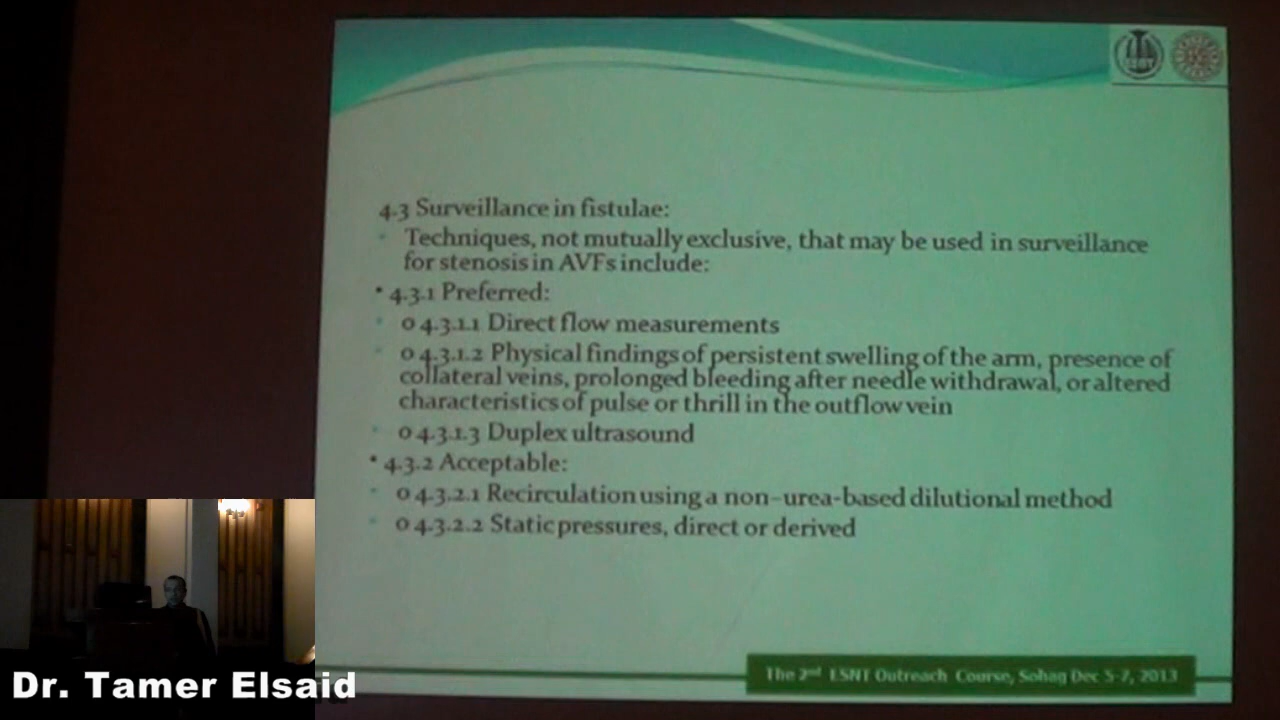 4.3 Surveillance in fistulae:
Techniques, not mutually exclusive, that may be used in surveillance
for stenosis in AVFs include:
• 4.3.1 Preferred:
o 4.3.1.1 Direct flow measurements
o 4.3.1.2 Physical findings of persistent swelling of the arm, presence of
collateral veins, prolonged bleeding after needle withdrawal, or altered
characteristics of pulse or thrill in the outflow vein
o 4.3.1.3 Duplex ultrasound
• 4.3.2 Acceptable:
o 4.3.2.1 Recirculation using a non-urea-based dilutional method
o 4.3.2.2 Static pressures, direct or derived
The 2nd ESNT Outreach Course, Sohag Dec 5-7, 2013
Dr. Tamer Elsaid